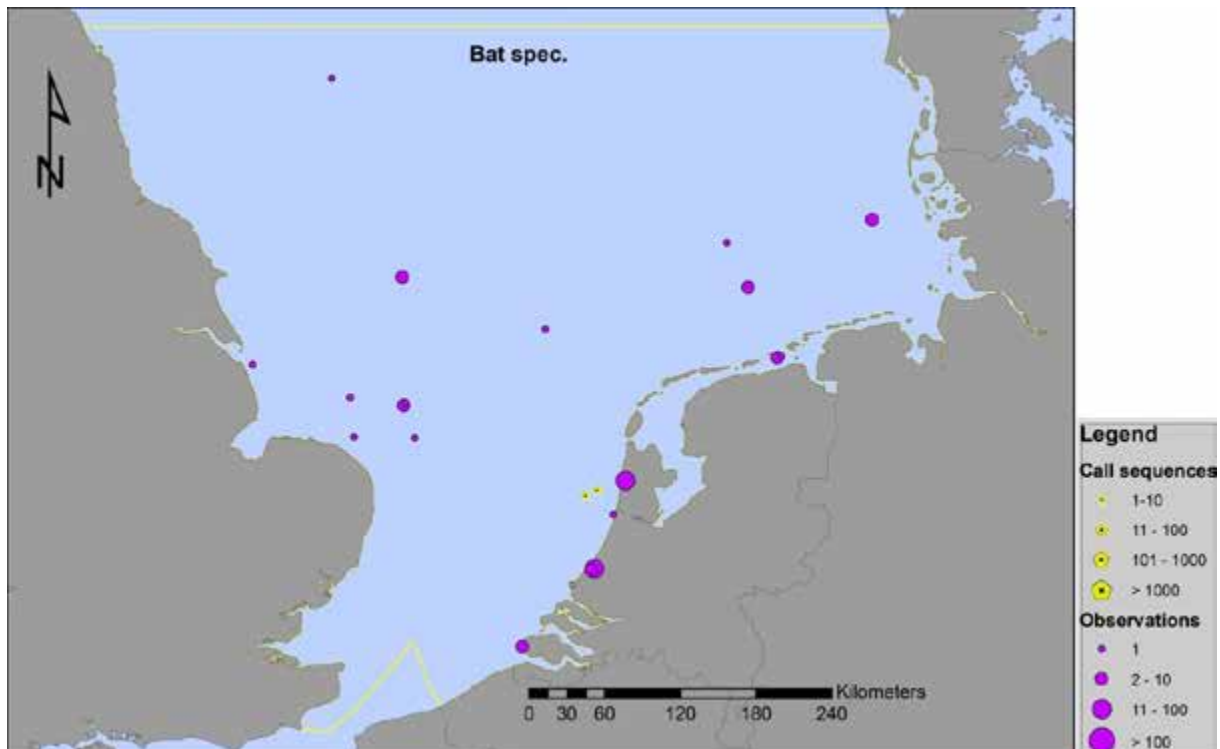 Bat spec.
N
Kilometers
0 30 60 120 180 240
Legend
Call sequences
1-10
11 - 100
101 - 1000
> 1000
Observations
1
2 - 10
11 - 100
> 100